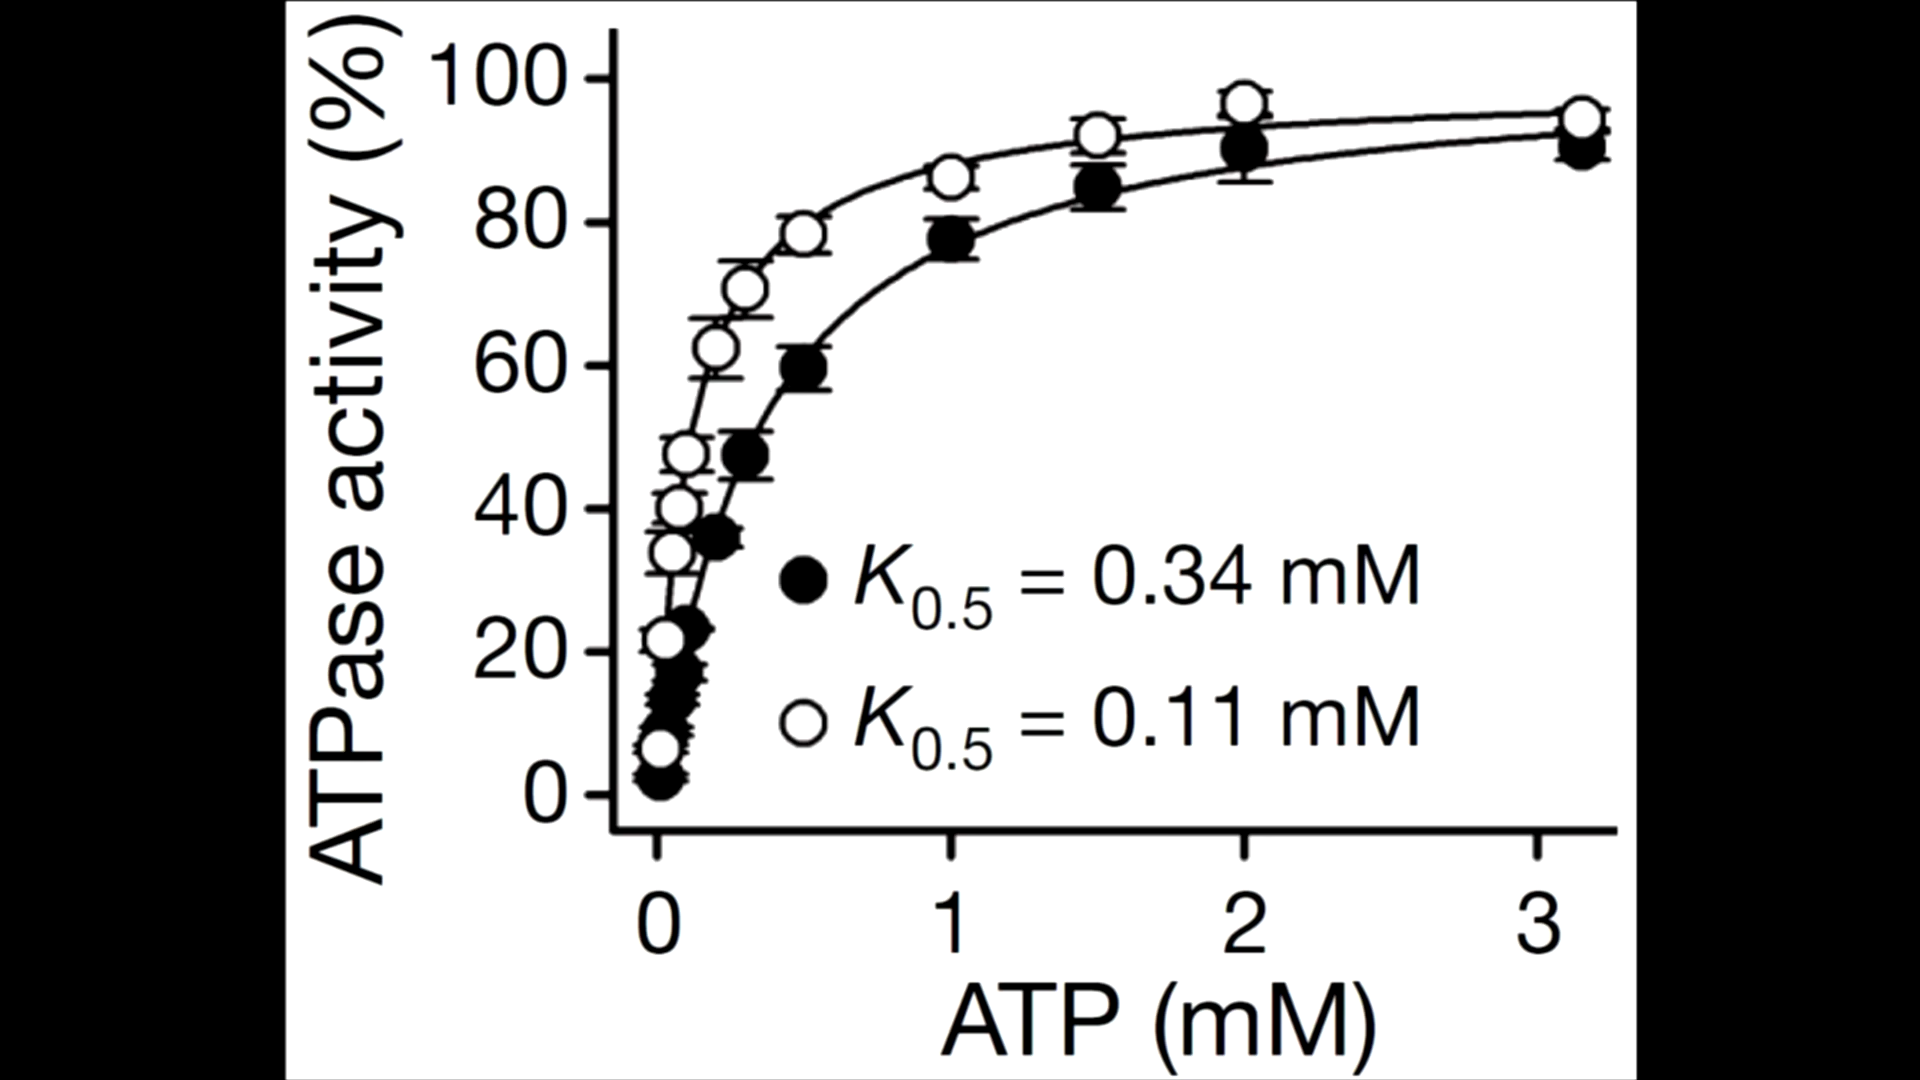 ATPase activity (%)
100
80
60
40
20
0
K0.5 = 0.34 mM
K0.5 = 0.11 mM
0 1 2 3
ATP (mM)